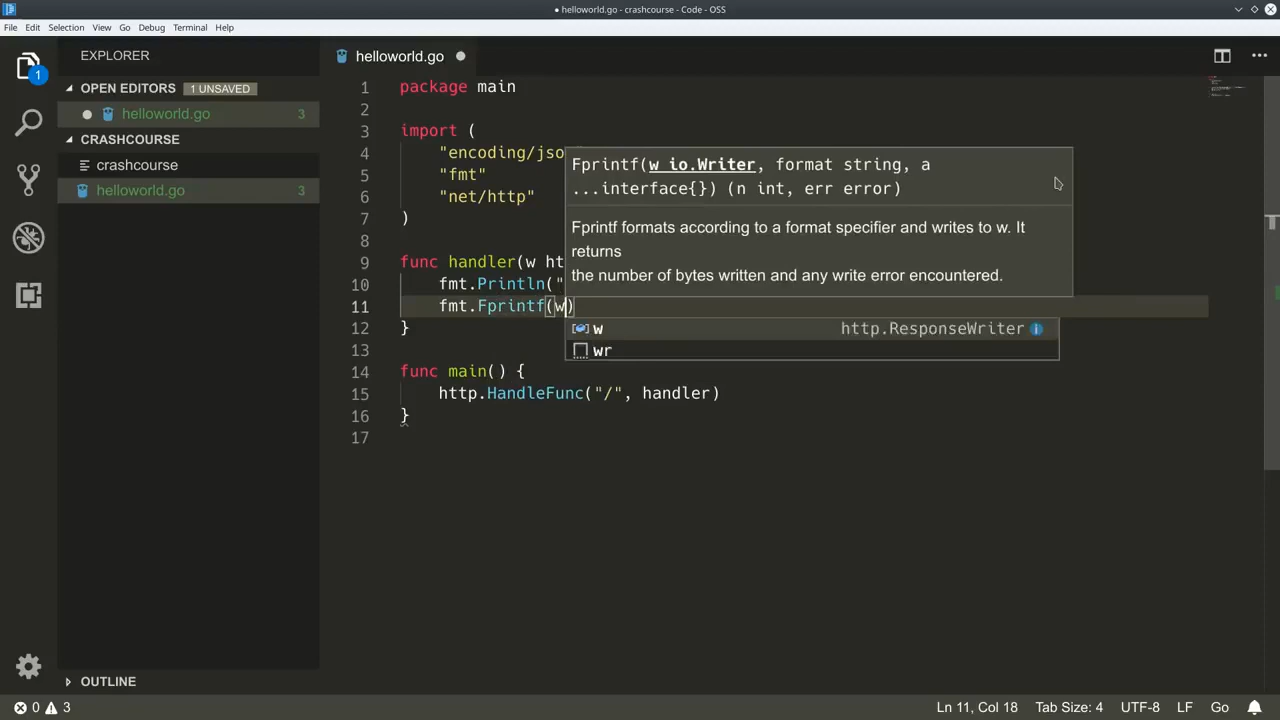 ● helloworld.go - crashcourse - Code - OSS
File Edit Selection View Go Debug Terminal Help
EXPLORER
helloworld.go
OPEN EDITORS 1 UNSAVED
helloworld.go 3
CRASHCOURSE
crashcourse
helloworld.go 3
OUTLINE
1
1 package main
2
3 import (
4 "encoding/jso
5 "fmt"
6 "net/http"
7 )
8
9 func handler(w ht
10 fmt.Println("
11 fmt.Fprintf(w)
12 }
13
14 func main() {
15 http.HandleFunc("/", handler)
16 }
17
Fprintf(w io.Writer, format string, a
...interface{}) (n int, err error)
Fprintf formats according to a format specifier and writes to w. It
returns
the number of bytes written and any write error encountered.
w http.ResponseWriter
wr
0 3 Ln 11, Col 18 Tab Size: 4 UTF-8 LF Go